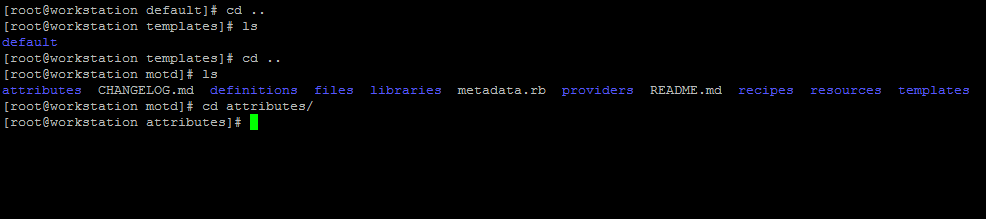 [root@workstation default]# cd ..
[root@workstation templates]# ls
default
[root@workstation templates]# cd ..
[root@workstation motd]# ls
attributes  CHANGELOG.md  definitions  files  libraries  metadata.rb  providers  README.md  recipes  resources  templates
[root@workstation motd]# cd attributes/
[root@workstation attributes]#